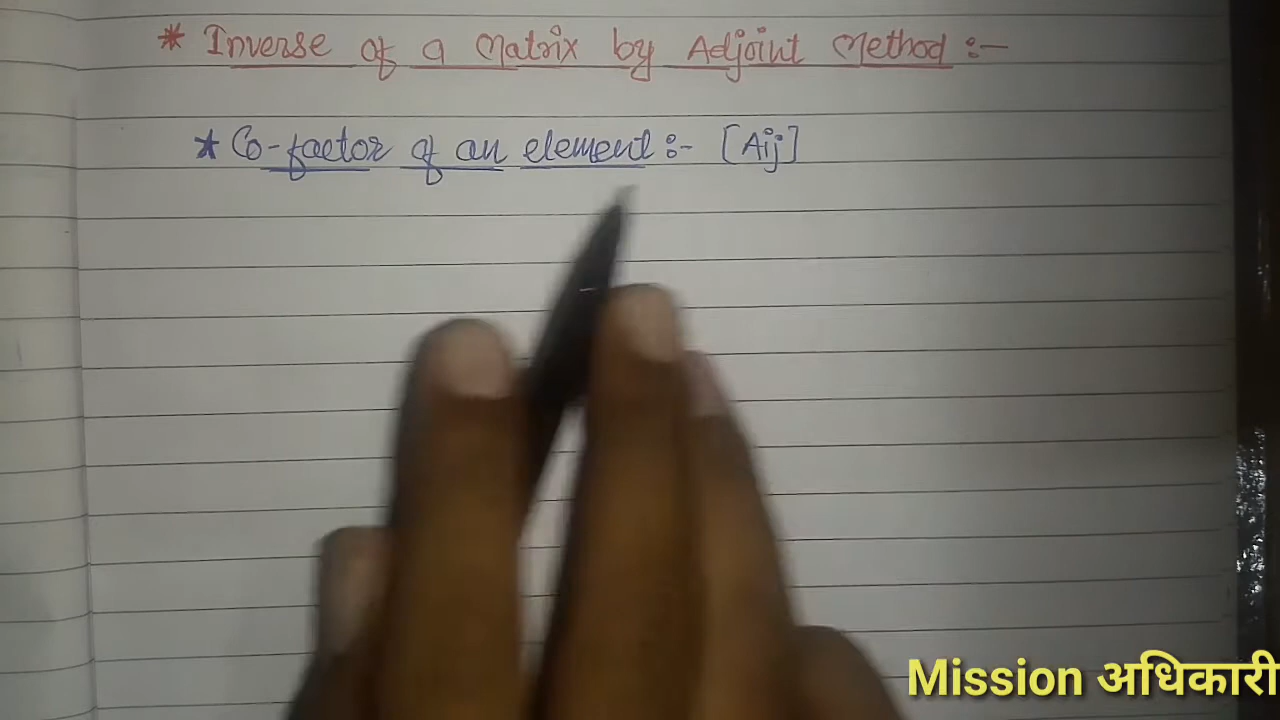 * Inverse of a Matrix by Adjoint Method :-
* Co-factor of an element :- [Aij]
Mission अधिकारी